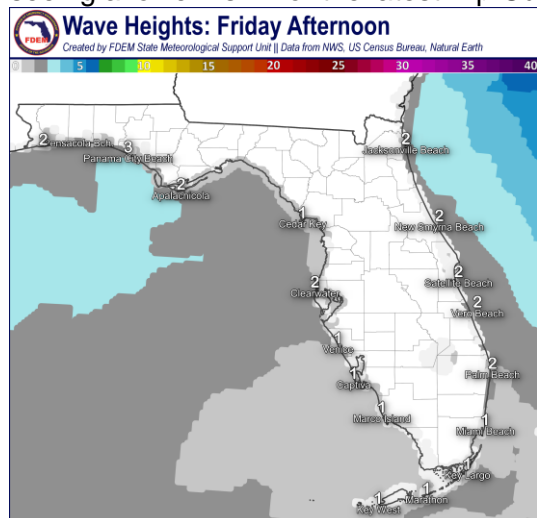 Wave Heights: Friday Afternoon
Created by FDEM State Meteorological Support Unit || Data from NWS, US Census Bureau, Natural Earth
FDEM
0 5 10 15 20 25 30 35 40
2
Pensacola Bch
3
Panama City Beach
2
Apalachicola
2
Jacksonville Beach
1
Cedar Key
2
New Smyrna Beach
2
Clearwater
2
Satellite Beach
2
Vero Beach
1
Venice
1
Captiva
2
Palm Beach
1
Marco Island
1
Miami Beach
1
Key Largo
1
Marathon
1
Key West